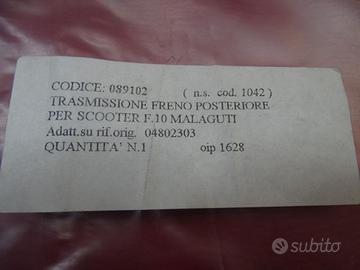 CODICE: 089102 ( n.s. cod. 1042 )
TRASMISSIONE FRENO POSTERIORE
PER SCOOTER F.10 MALAGUTI
Adatt.su rif.orig. 04802303
QUANTITA' N.1 oip 1628
subito